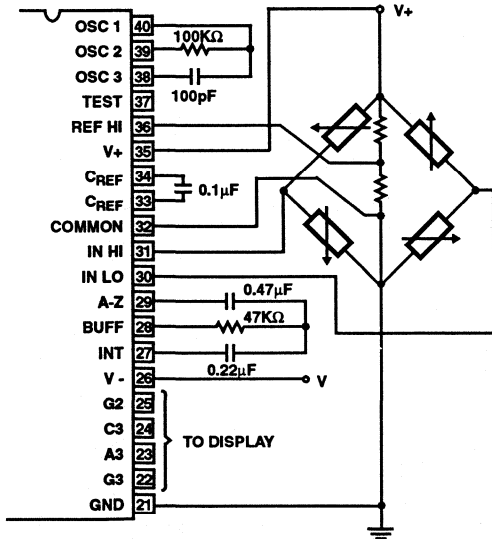 OSC 1 40
OSC 2 39 100KΩ
OSC 3 38 100pF
TEST 37
REF HI 36
V+ 35
V+
CREF 34
0.1µF
CREF 33
COMMON 32
IN HI 31
IN LO 30
A-Z 29 0.47µF
BUFF 28 47KΩ
INT 27 0.22µF
V - 26 V
G2 25
C3 24
TO DISPLAY
A3 23
G3 22
GND 21